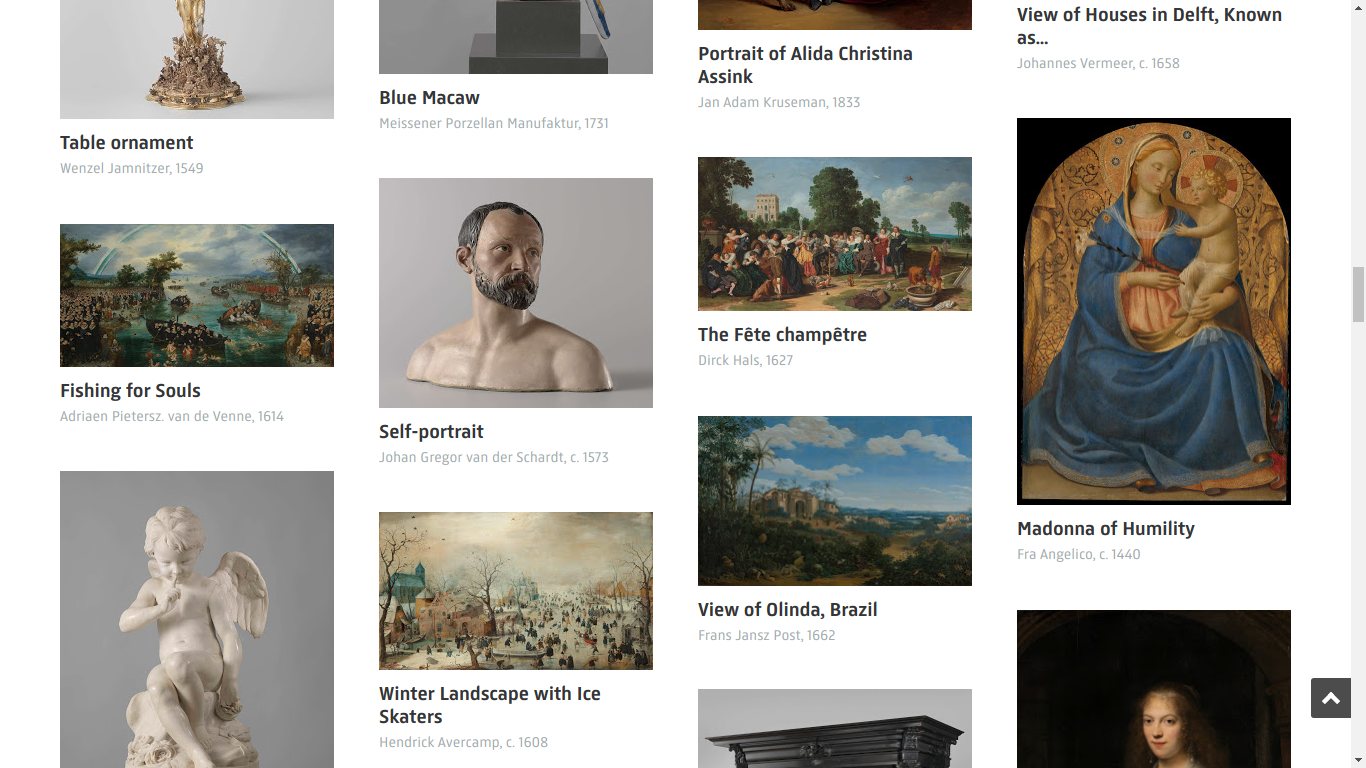 Table ornament
Wenzel Jamnitzer, 1549
Fishing for Souls
Adriaen Pietersz. van de Venne, 1614
Blue Macaw
Meissener Porzellan Manufaktur, 1731
Self-portrait
Johan Gregor van der Schardt, c. 1573
Winter Landscape with Ice
Skaters
Hendrick Avercamp, c. 1608
Portrait of Alida Christina
Assink
Jan Adam Kruseman, 1833
The Fête champêtre
Dirck Hals, 1627
View of Olinda, Brazil
Frans Jansz Post, 1662
View of Houses in Delft, Known
as...
Johannes Vermeer, c. 1658
Madonna of Humility
Fra Angelico, c. 1440